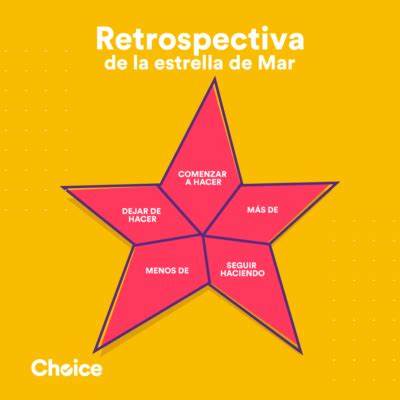 Retrospectiva
de la estrella de Mar
COMENZAR
A HACER
DEJAR DE
HACER
MÁS DE
MENOS DE
SEGUIR
HACIENDO
Choice